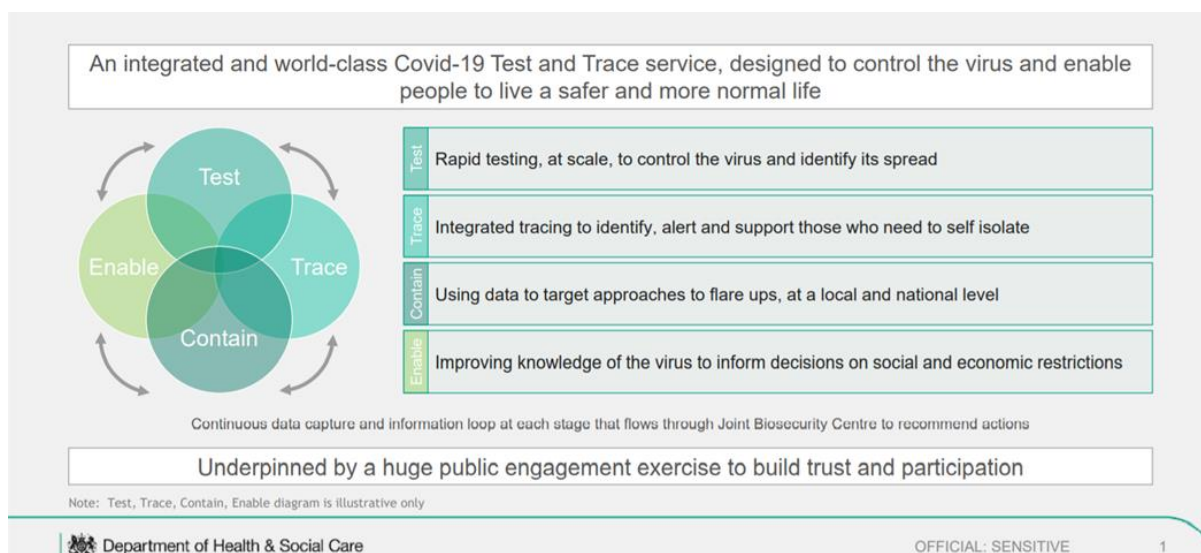 An integrated and world-class Covid-19 Test and Trace service, designed to control the virus and enable
people to live a safer and more normal life
Test
Enable
Trace
Contain
Test
Rapid testing, at scale, to control the virus and identify its spread
Trace
Integrated tracing to identify, alert and support those who need to self isolate
Contain
Using data to target approaches to flare ups, at a local and national level
Enable
Improving knowledge of the virus to inform decisions on social and economic restrictions
Continuous data capture and information loop at each stage that flows through Joint Biosecurity Centre to recommend actions
Underpinned by a huge public engagement exercise to build trust and participation
Note: Test, Trace, Contain, Enable diagram is illustrative only
Department of Health & Social Care
OFFICIAL: SENSITIVE
1